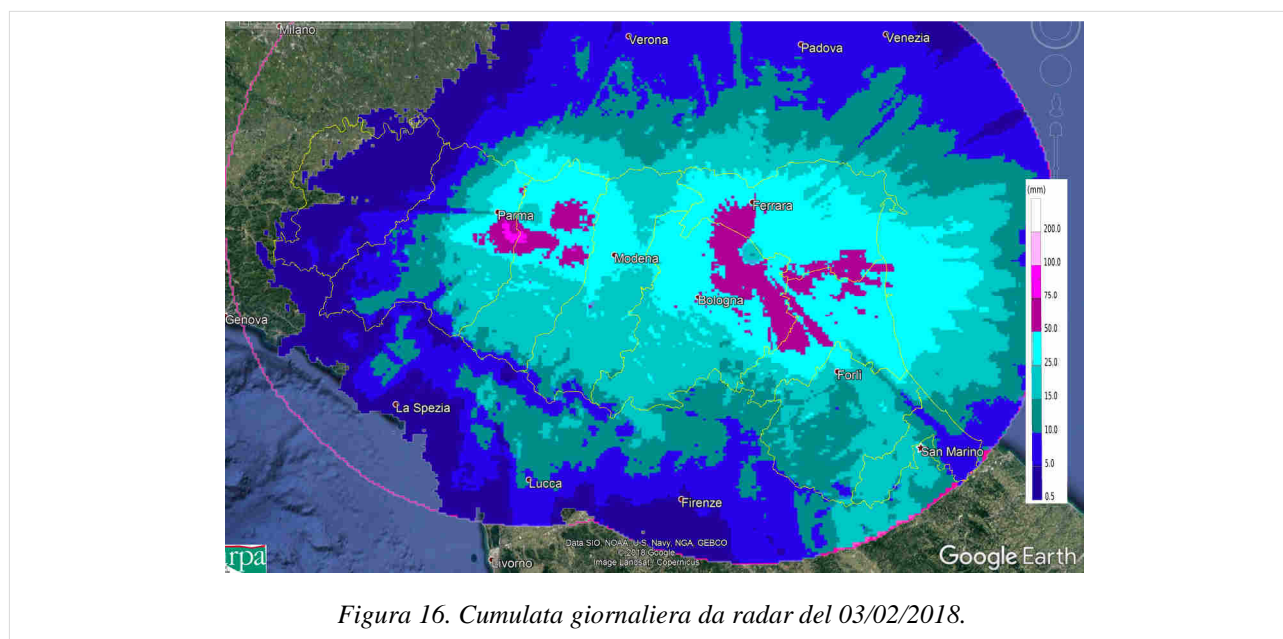 Milano
Verona
Padova
Venezia
Parma
Ferrara
Modena
Bologna
Genova
Forlì
La Spezia
San Marino
Lucca
Firenze
Livorno
(mm)
200.0
100.0
75.0
50.0
25.0
15.0
10.0
5.0
0.5
Data SIO, NOAA, U.S. Navy, NGA, GEBCO
© 2018 Google
Image Landsat / Copernicus
rpa
Google Earth
Figura 16. Cumulata giornaliera da radar del 03/02/2018.